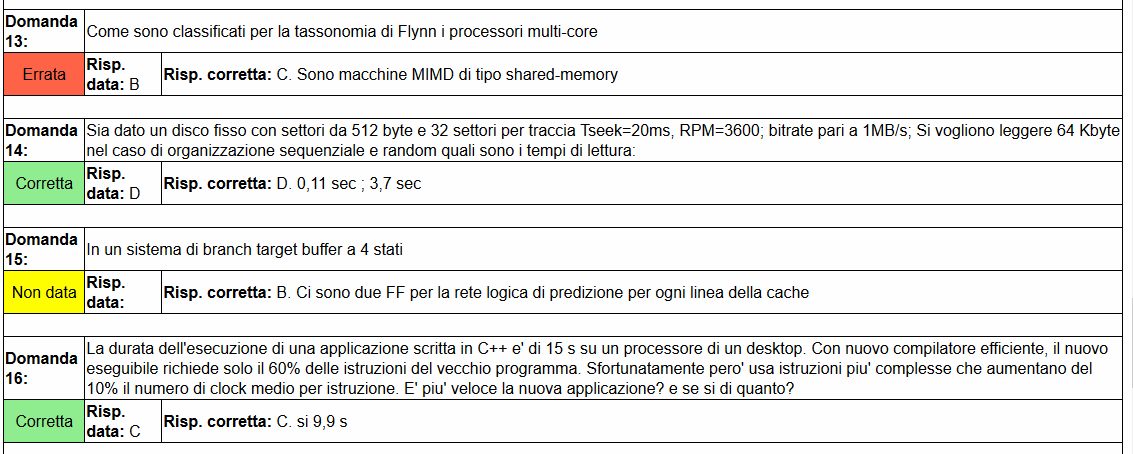 Domanda 13:
Come sono classificati per la tassonomia di Flynn i processori multi-core
Errata
Risp. data: B
Risp. corretta: C. Sono macchine MIMD di tipo shared-memory
Domanda 14:
Sia dato un disco fisso con settori da 512 byte e 32 settori per traccia Tseek=20ms, RPM=3600; bitrate pari a 1MB/s; Si vogliono leggere 64 Kbyte
nel caso di organizzazione sequenziale e random quali sono i tempi di lettura:
Corretta
Risp. data: D
Risp. corretta: D. 0,11 sec ; 3,7 sec
Domanda 15:
In un sistema di branch target buffer a 4 stati
Non data
Risp. data:
Risp. corretta: B. Ci sono due FF per la rete logica di predizione per ogni linea della cache
Domanda 16:
La durata dell'esecuzione di una applicazione scritta in C++ e' di 15 s su un processore di un desktop. Con nuovo compilatore efficiente, il nuovo
eseguibile richiede solo il 60% delle istruzioni del vecchio programma. Sfortunatamente pero' usa istruzioni piu' complesse che aumentano del
10% il numero di clock medio per istruzione. E' piu' veloce la nuova applicazione? e se si di quanto?
Corretta
Risp. data: C
Risp. corretta: C. si 9,9 s